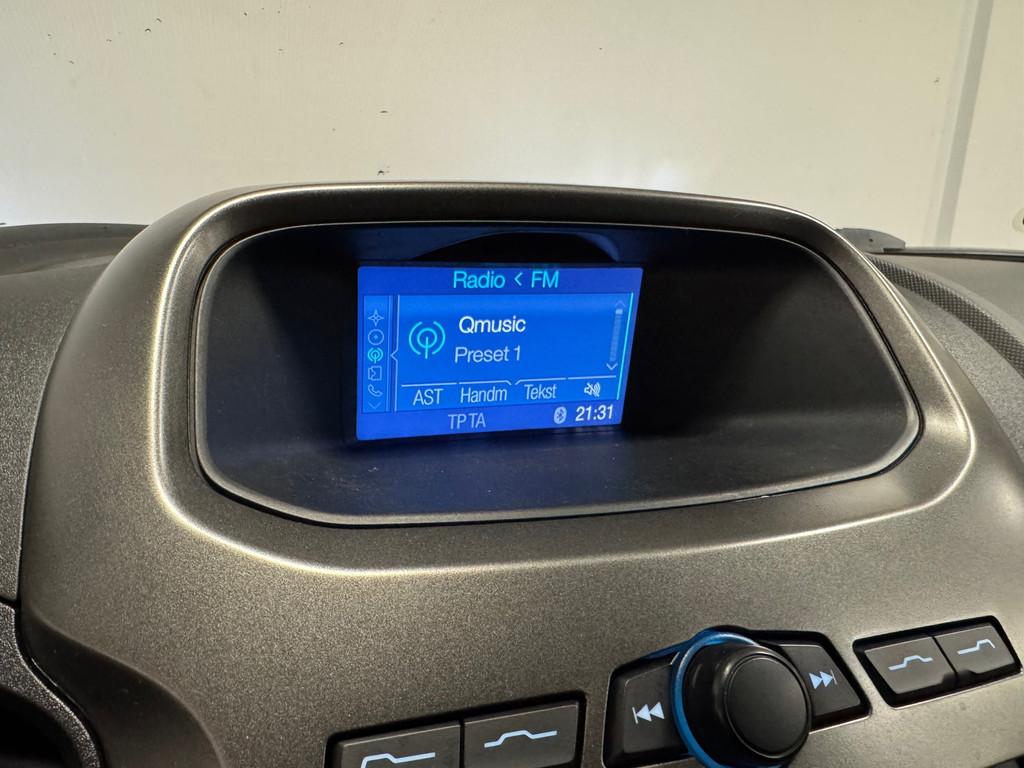 Radio < FM
Qmusic
Preset 1
AST Handm Tekst
TP TA 21:31